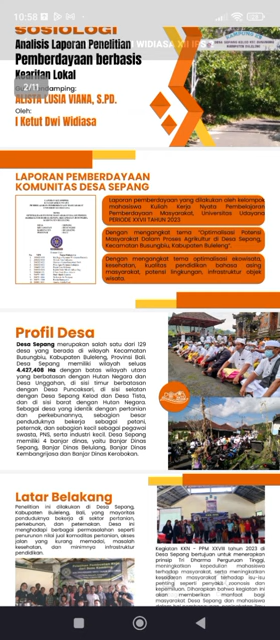 10:58
SOSIOLOGI
Analisis Laporan Penelitian
WIDIASA XII IPS
Pemberdayaan berbasis
Kearifan Lokal
2/11
Guru Pendamping:
ALISTA LUSIA VIANA, S.PD.
Oleh:
I Ketut Dwi Widiasa
LAPORAN PEMBERDAYAAN
KOMUNITAS DESA SEPANG
Laporan pemberdayaan yang dilakukan oleh kelompok
mahasiswa Kuliah Kerja Nyata Pembelajaran
Pemberdayaan Masyarakat, Universitas Udayana
PERIODE XXVII TAHUN 2023
Dengan mengangkat tema "Optimalisasi Potensi
Masyarakat Dalam Proses Agrikultur di Desa Sepang,
Kecamatan Busungbiu, Kabupaten Buleleng".
Dengan mengangkat tema optimalisasi ekowisata,
kesehatan, kualitas pendidikan bahasa asing
masyarakat, potensi lingkungan, infrastruktur objek
wisata.
Profil Desa
Desa Sepang merupakan salah satu dari 129
desa yang berada di wilayah Kecamatan
Busungbiu, Kabupaten Buleleng, Provinsi Bali.
Desa Sepang memiliki wilayah seluas
4.427,408 Ha dengan batas wilayah utara
yang berbatasan dengan Hutan Negara dan
Desa Unggahan, di sisi timur berbatasan
dengan Desa Puncaksari, di sisi selatan
dengan Desa Sepang Kelod dan Desa Tista,
dan di sisi barat dengan Hutan Negara.
Sebagai desa yang identik dengan pertanian
dan perkebunannya, sebagian besar
penduduknya bekerja sebagai petani,
peternak, dan sebagian kecil sebagai pegawai
swasta, PNS, serta industri kecil. Desa Sepang
memiliki 4 banjar dinas, yaitu Banjar Dinas
Sepang, Banjar Dinas Belulang, Banjar Dinas
Kembangrijasa dan Banjar Dinas Kerobokan.
Latar Belakang
Penelitian ini dilakukan di Desa Sepang,
Kabupaten Buleleng, Bali, yang mayoritas
penduduknya bekerja di sektor pertanian,
perkebunan, dan peternakan. Desa ini
menghadapi berbagai permasalahan seperti
penurunan nilai jual komoditas pertanian, akses
jalan yang kurang memadai, masalah
kesehatan, dan minimnya infrastruktur
pendidikan.
Kegiatan KKN - PPM XXVII tahun 2023 di
Desa Sepang bertujuan untuk menerapkan
prinsip Tri Dharma Perguruan Tinggi,
meningkatkan kepedulian mahasiswa
terhadap masyarakat, serta meningkatkan
kesadaran masyarakat terhadap isu-isu
penting seperti penyakit zoonosis dan
kepemiluan. Diharapkan bahwa kegiatan ini
akan memberikan manfaat bagi
masyarakat Desa Sepang dan mahasiswa